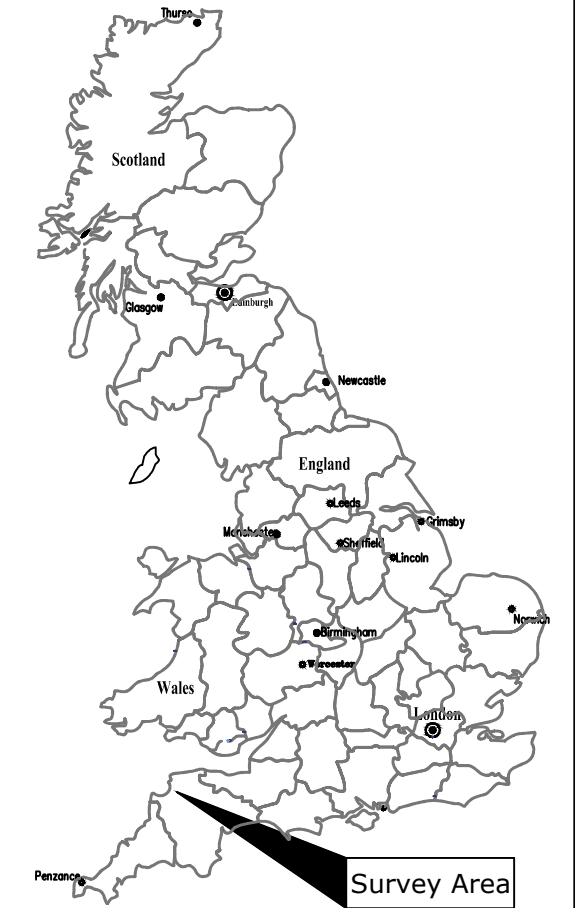 Thurso
Scotland
Glasgow
Edinburgh
Newcastle
England
Leeds
Grimsby
Manchester
Sheffield
Lincoln
Norwich
Birmingham
Worcester
Wales
London
Penzance
Survey Area